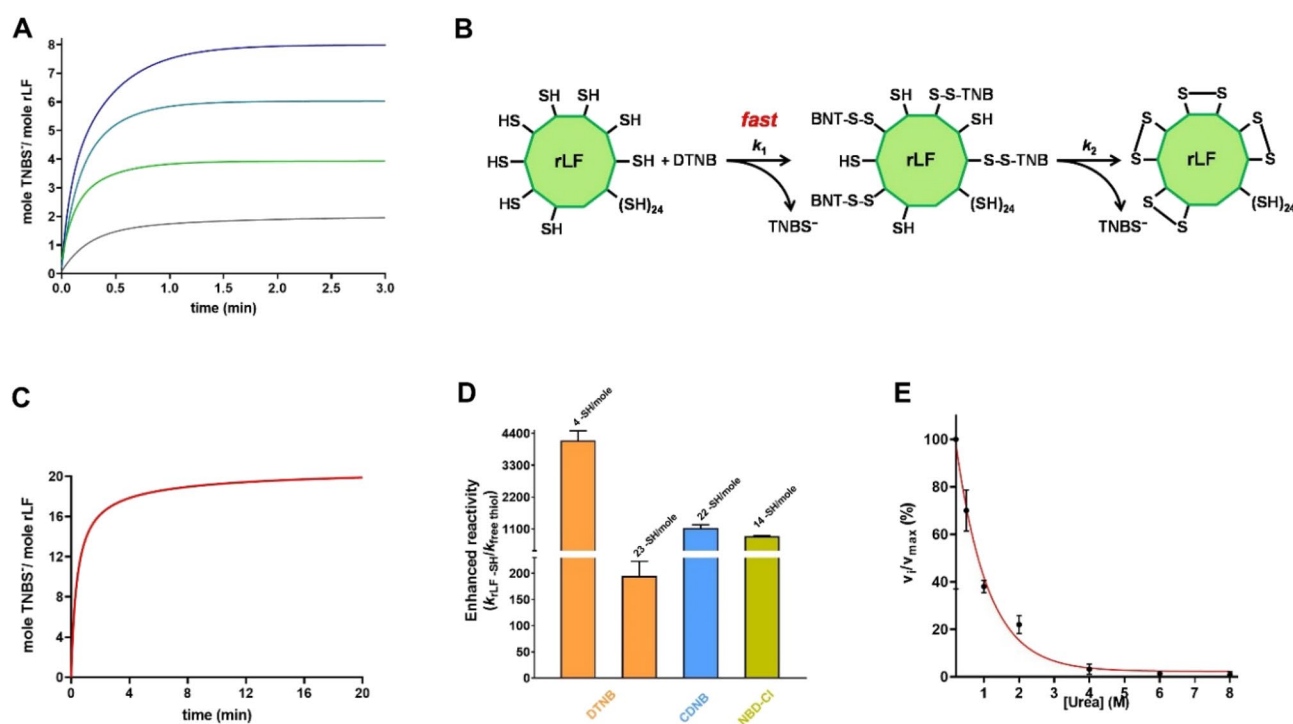 A
mole TNBS⁻/ mole rLF
8
7
6
5
4
3
2
1
0
0.0 0.5 1.0 1.5 2.0 2.5 3.0
time (min)
B
SH SH
HS SH
HS rLF SH + DTNB
HS (SH)24
SH
fast
k1
TNBS⁻
SH S-S-TNB
BNT-S-S SH
HS rLF S-S-TNB
BNT-S-S (SH)24
SH
k2
TNBS⁻
S S
S S
S rLF S
S (SH)24
S
C
mole TNBS⁻/ mole rLF
20
16
12
8
4
0
0 4 8 12 16 20
time (min)
D
Enhanced reactivity
(k rLF -SH/k free thiol)
4400
3300
2200
1100
200
150
100
50
0
4 -SH/mole
23 -SH/mole
22 -SH/mole
14 -SH/mole
DTNB
CDNB
NBD-Cl
E
vi/vmax (%)
100
80
60
40
20
0
1 2 3 4 5 6 7 8
[Urea] (M)